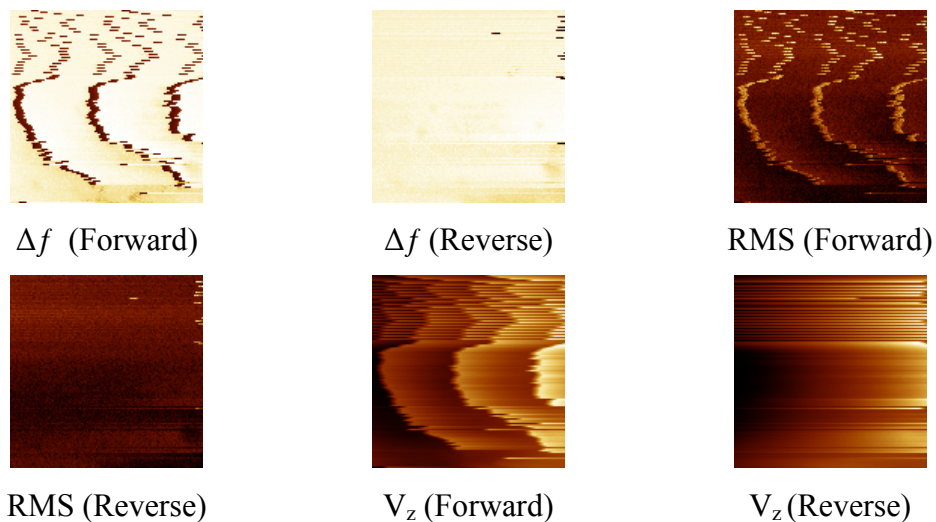 Δf (Forward)
Δf (Reverse)
RMS (Forward)
RMS (Reverse)
Vz (Forward)
Vz (Reverse)